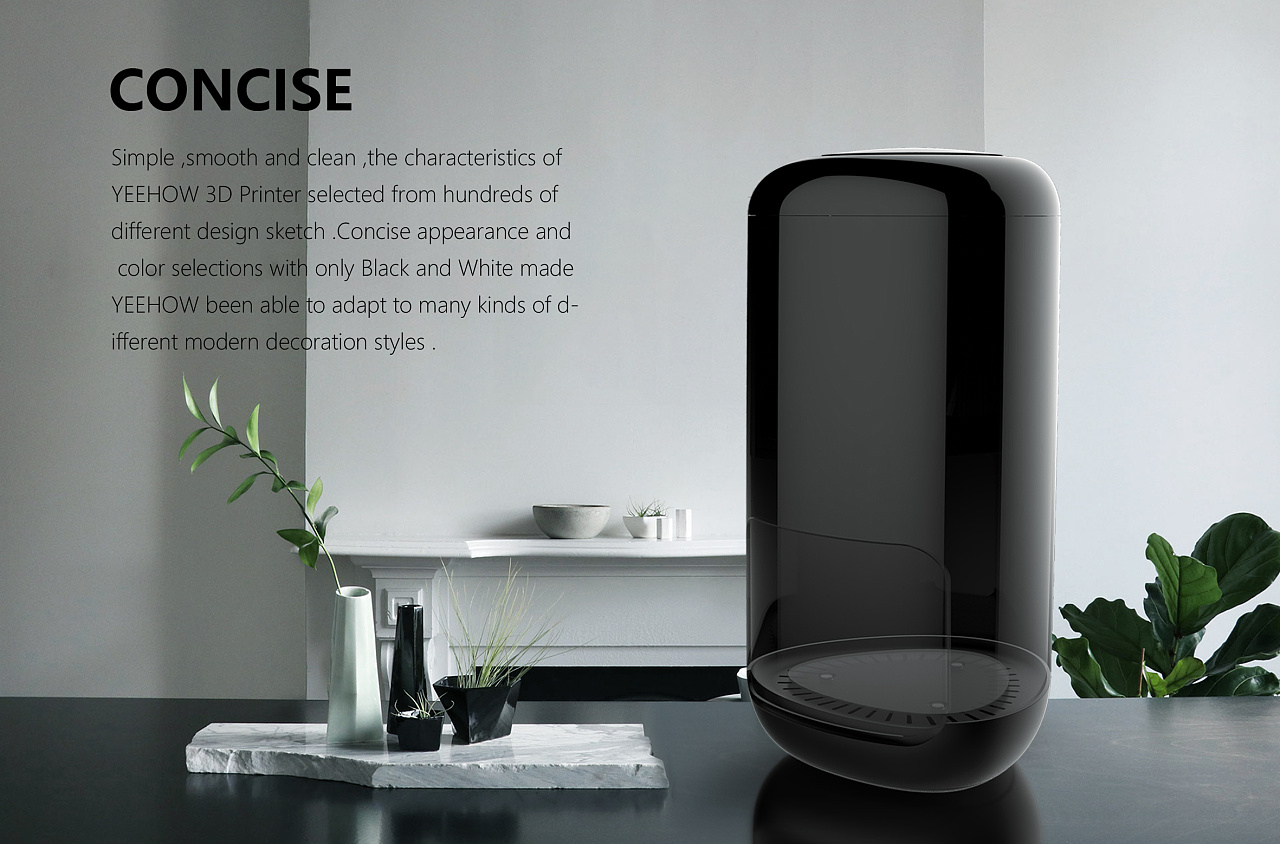 CONCISE
Simple ,smooth and clean ,the characteristics of
YEEHOW 3D Printer selected from hundreds of
different design sketch .Concise appearance and
color selections with only Black and White made
YEEHOW been able to adapt to many kinds of d-
ifferent modern decoration styles .